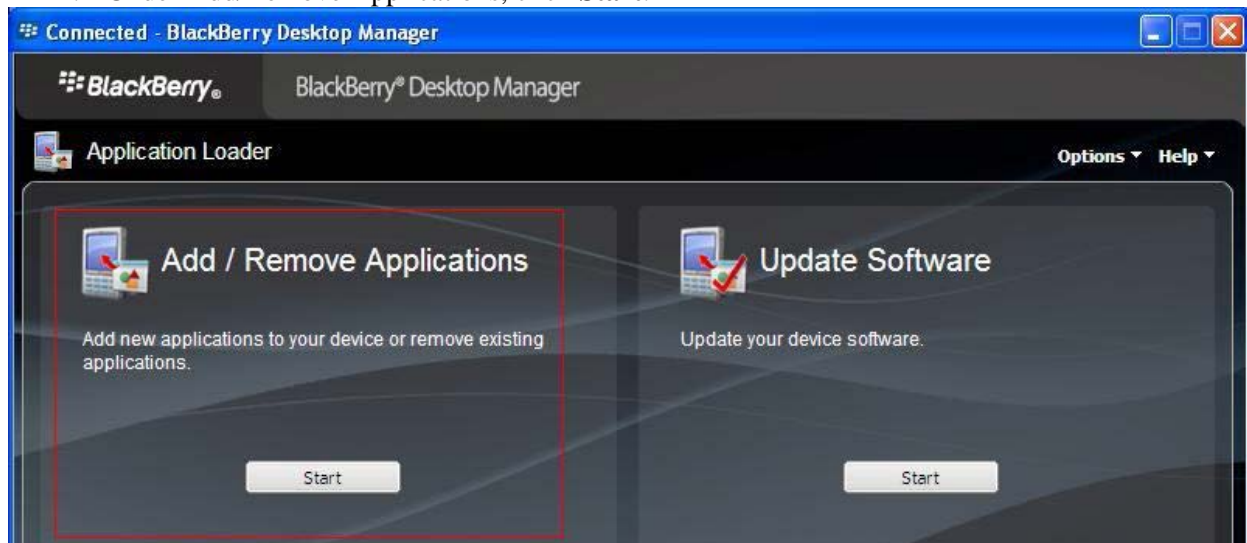 Connected - BlackBerry Desktop Manager
BlackBerry® BlackBerry® Desktop Manager
Application Loader Options Help
Add / Remove Applications
Add new applications to your device or remove existing
applications.
Start
Update Software
Update your device software.
Start